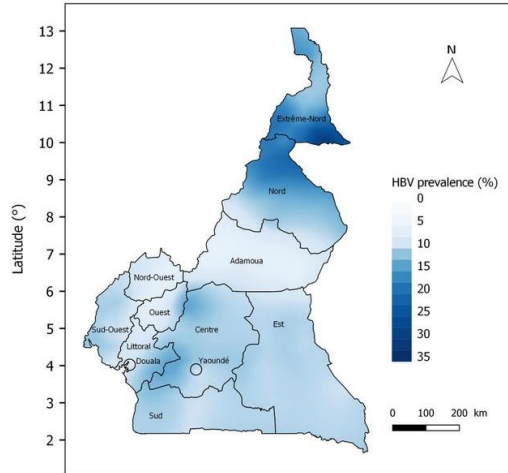 13
12
11
10
9
8
7
6
5
4
3
2
Latitude (°)
N
Extrême-Nord
Nord
Adamoua
Nord-Ouest
Ouest
Sud-Ouest
Centre
Est
Littoral
Douala
Yaoundé
Sud
HBV prevalence (%)
0
5
10
15
20
25
30
35
0 100 200 km